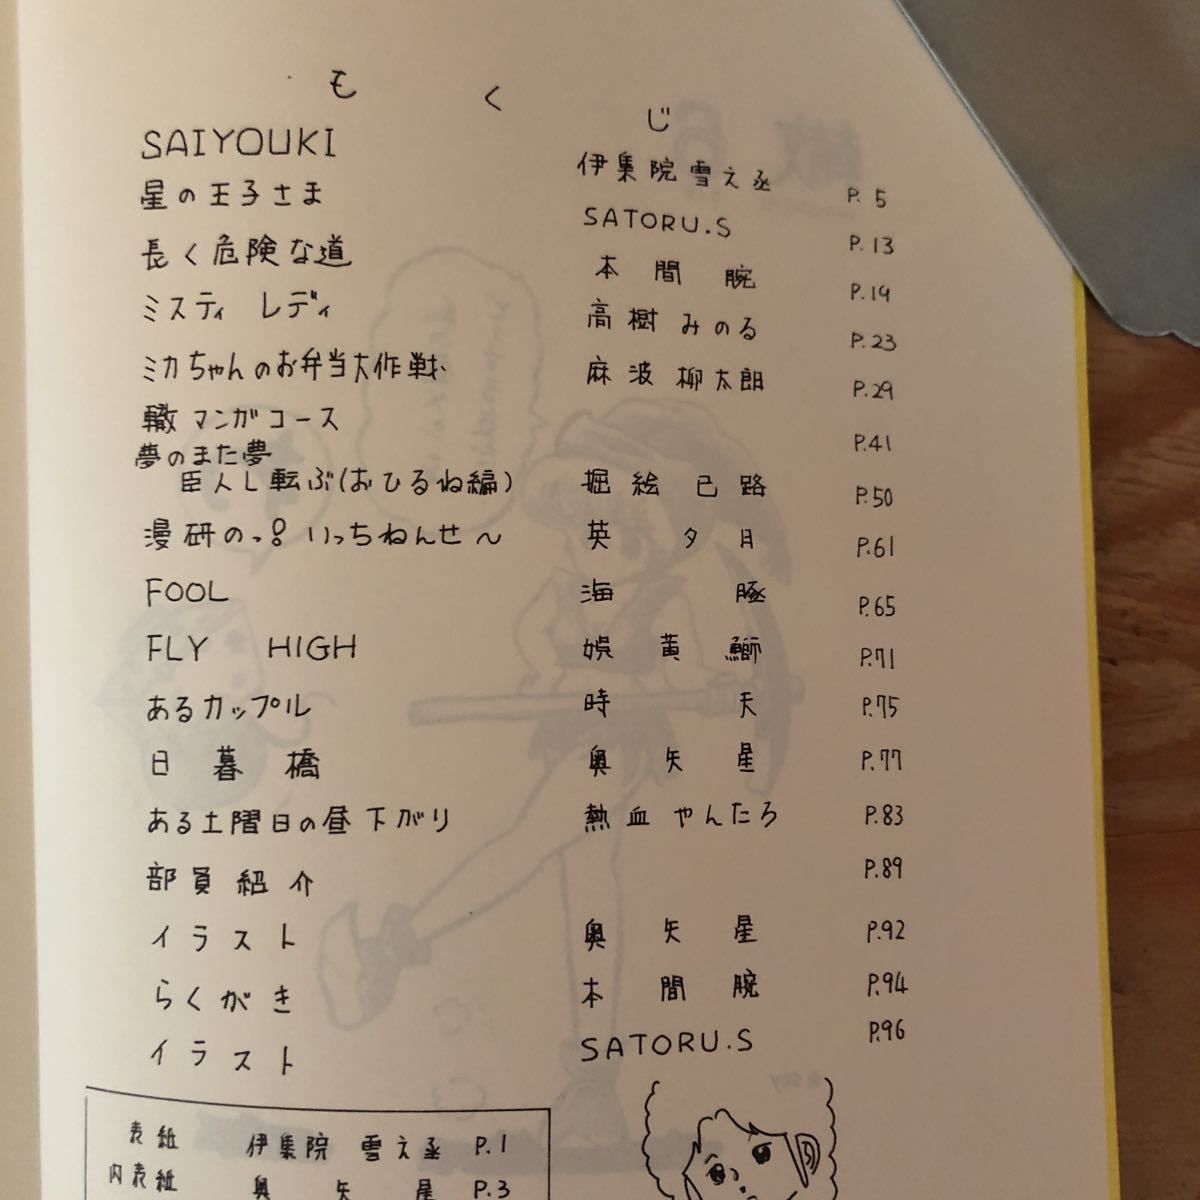 もくじ
SAIYOUKI 伊集院雪之丞 P.5
星の王子さま SATORU.S P.13
長く危険な道 本間腕 P.19
ミスティ レディ 高樹みのる P.23
ミカちゃんのお弁当大作戦 麻波柳太郎 P.29
轍マンガコース P.41
夢のまた夢
臣人し転ぶ(おひるね編) 堀絵己路 P.50
漫研のっ! いっちねんせ〜 英夕月 P.61
FOOL 海豚 P.65
FLY HIGH 娯黄鰤 P.71
あるカップル 時天 P.75
日暮橋 奥矢星 P.77
ある土曜日の昼下がり 熱血やんたろ P.83
部員紹介 P.89
イラスト 奥矢星 P.92
らくがき 本間腕 P.94
イラスト SATORU.S P.96
表紙 伊集院 雪之丞 P.1
内表紙 奥矢星 P.3